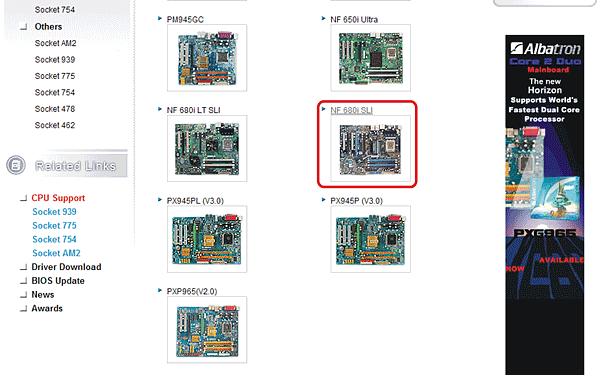 Socket 754
Others
Socket AM2
Socket 939
Socket 775
Socket 754
Socket 478
Socket 462
Related Links
CPU Support
Socket 939
Socket 775
Socket 754
Socket AM2
Driver Download
BIOS Update
News
Awards
PM945GC
NF 650i Ultra
NF 680i LT SLI
NF 680i SLI
PX945PL (V3.0)
PX945P (V3.0)
PXP965(V2.0)
Albatron
Core 2 Duo
Mainboard
The new
Horizon
Supports World's
Fastest Dual Core
Processor
PXG965
AVAILABLE
NOW